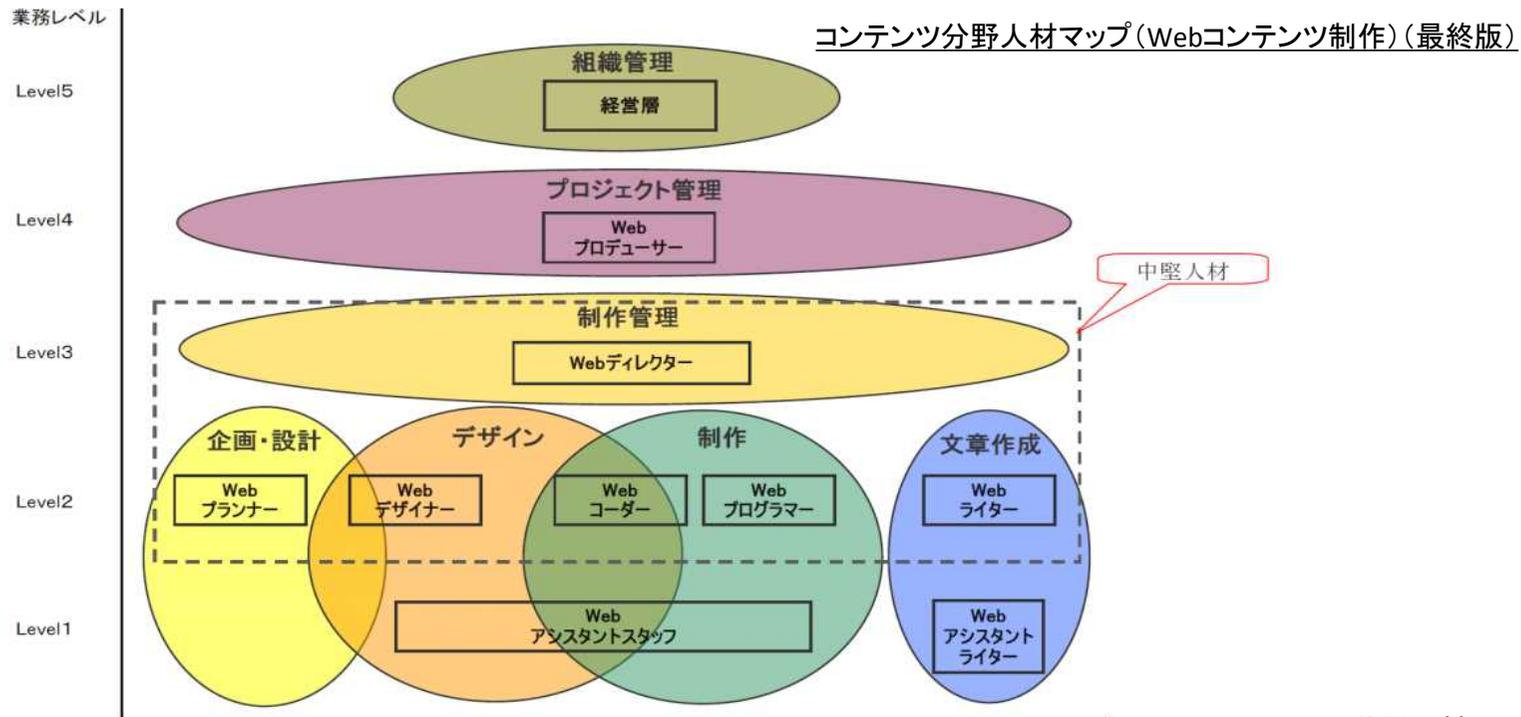 業務レベル
コンテンツ分野人材マップ（Webコンテンツ制作）（最終版）
Level5
組織管理
経営層
Level4
プロジェクト管理
Web
プロデューサー
中堅人材
Level3
制作管理
Webディレクター
企画・設計
デザイン
制作
文章作成
Level2
Web
プランナー
Web
デザイナー
Web
コーダー
Web
プログラマー
Web
ライター
Level1
Web
アシスタントスタッフ
Web
アシスタント
ライター